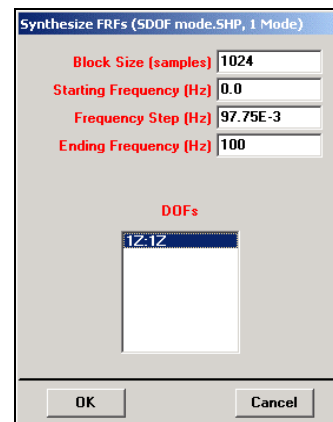 Synthesize FRFs (SDOF mode.SHP, 1 Mode)
Block Size (samples) 1024
Starting Frequency (Hz) 0.0
Frequency Step (Hz) 97.75E-3
Ending Frequency (Hz) 100
DOFs
1Z:1Z
OK Cancel